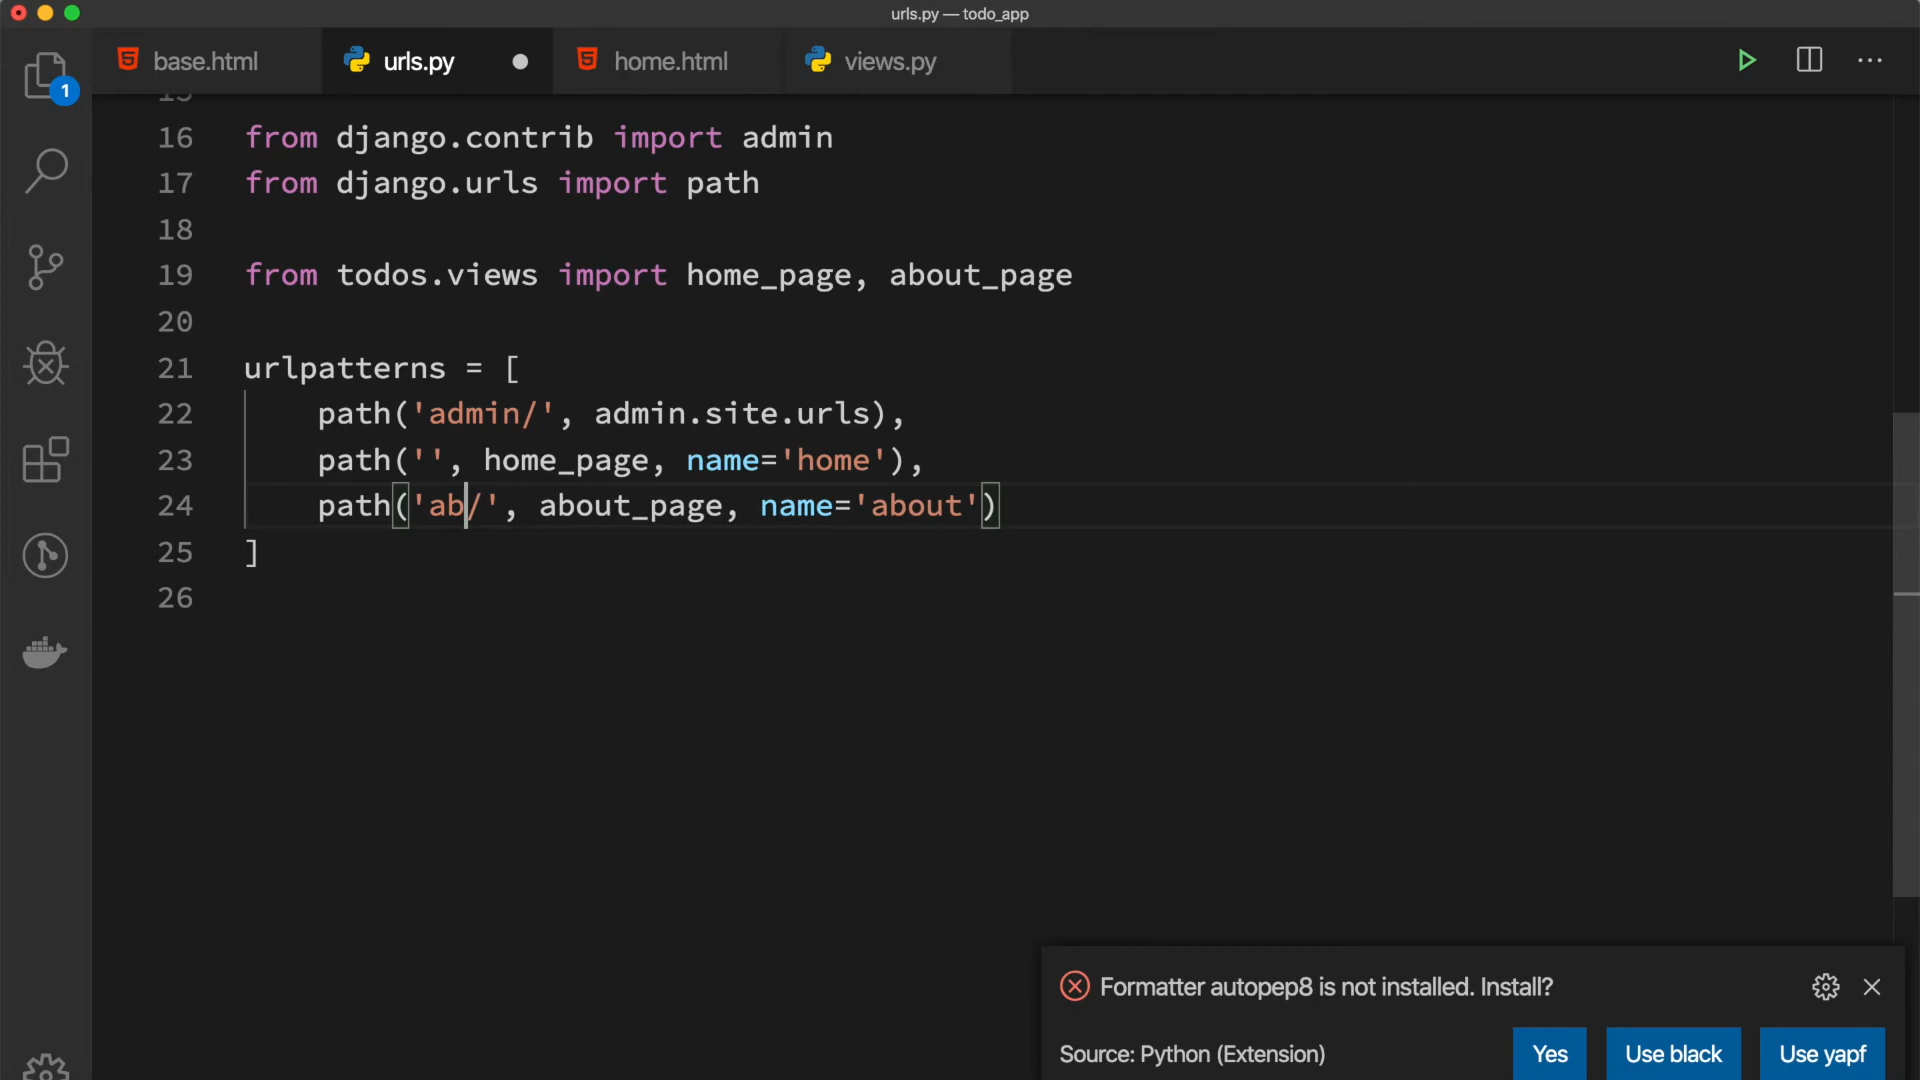 urls.py — todo_app
base.html
urls.py
home.html
views.py
1
16 from django.contrib import admin
17 from django.urls import path
18
19 from todos.views import home_page, about_page
20
21 urlpatterns = [
22     path('admin/', admin.site.urls),
23     path('', home_page, name='home'),
24     path('ab/', about_page, name='about')
25 ]
26
Formatter autopep8 is not installed. Install?
Source: Python (Extension)
Yes
Use black
Use yapf